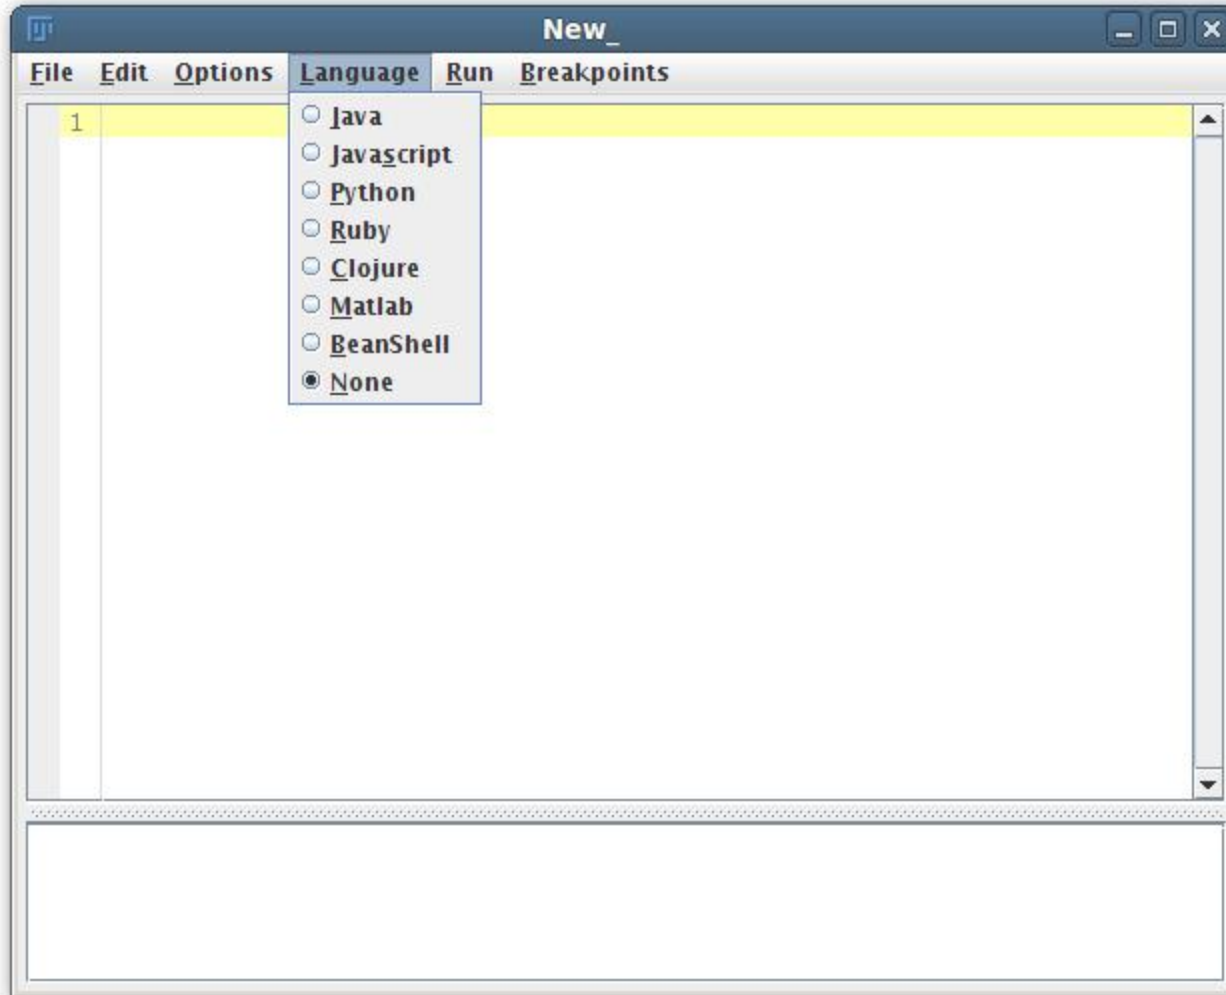 New_
File Edit Options Language Run Breakpoints
1
Java
Javascript
Python
Ruby
Clojure
Matlab
BeanShell
None